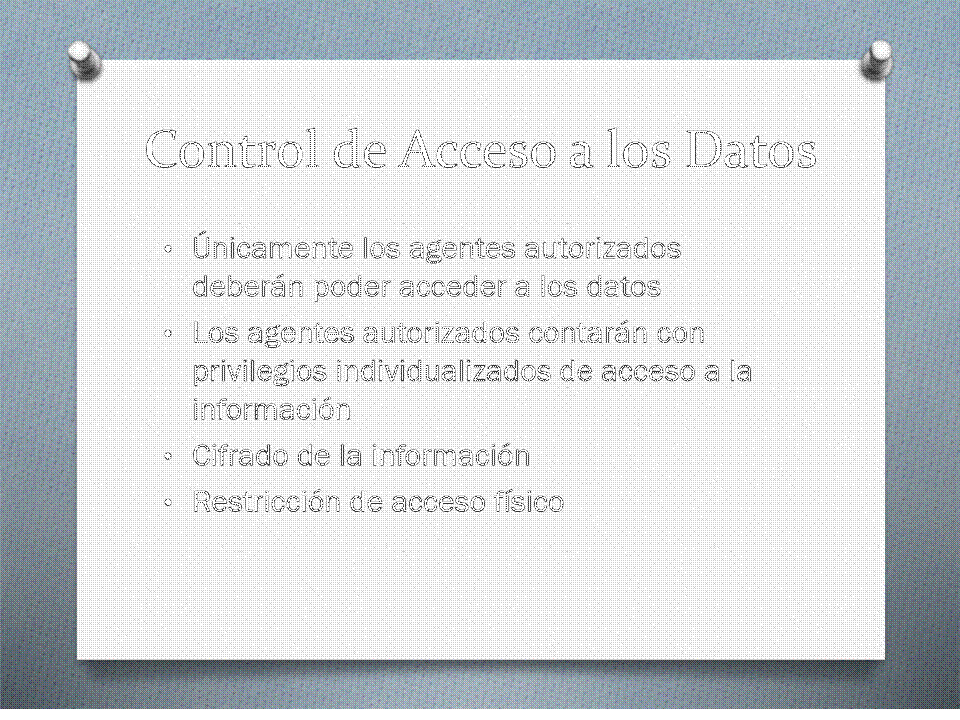 Control de Acceso a los Datos
• Únicamente los agentes autorizados
deberán poder acceder a los datos
• Los agentes autorizados contarán con
privilegios individualizados de acceso a la
información
• Cifrado de la información
• Restricción de acceso físico